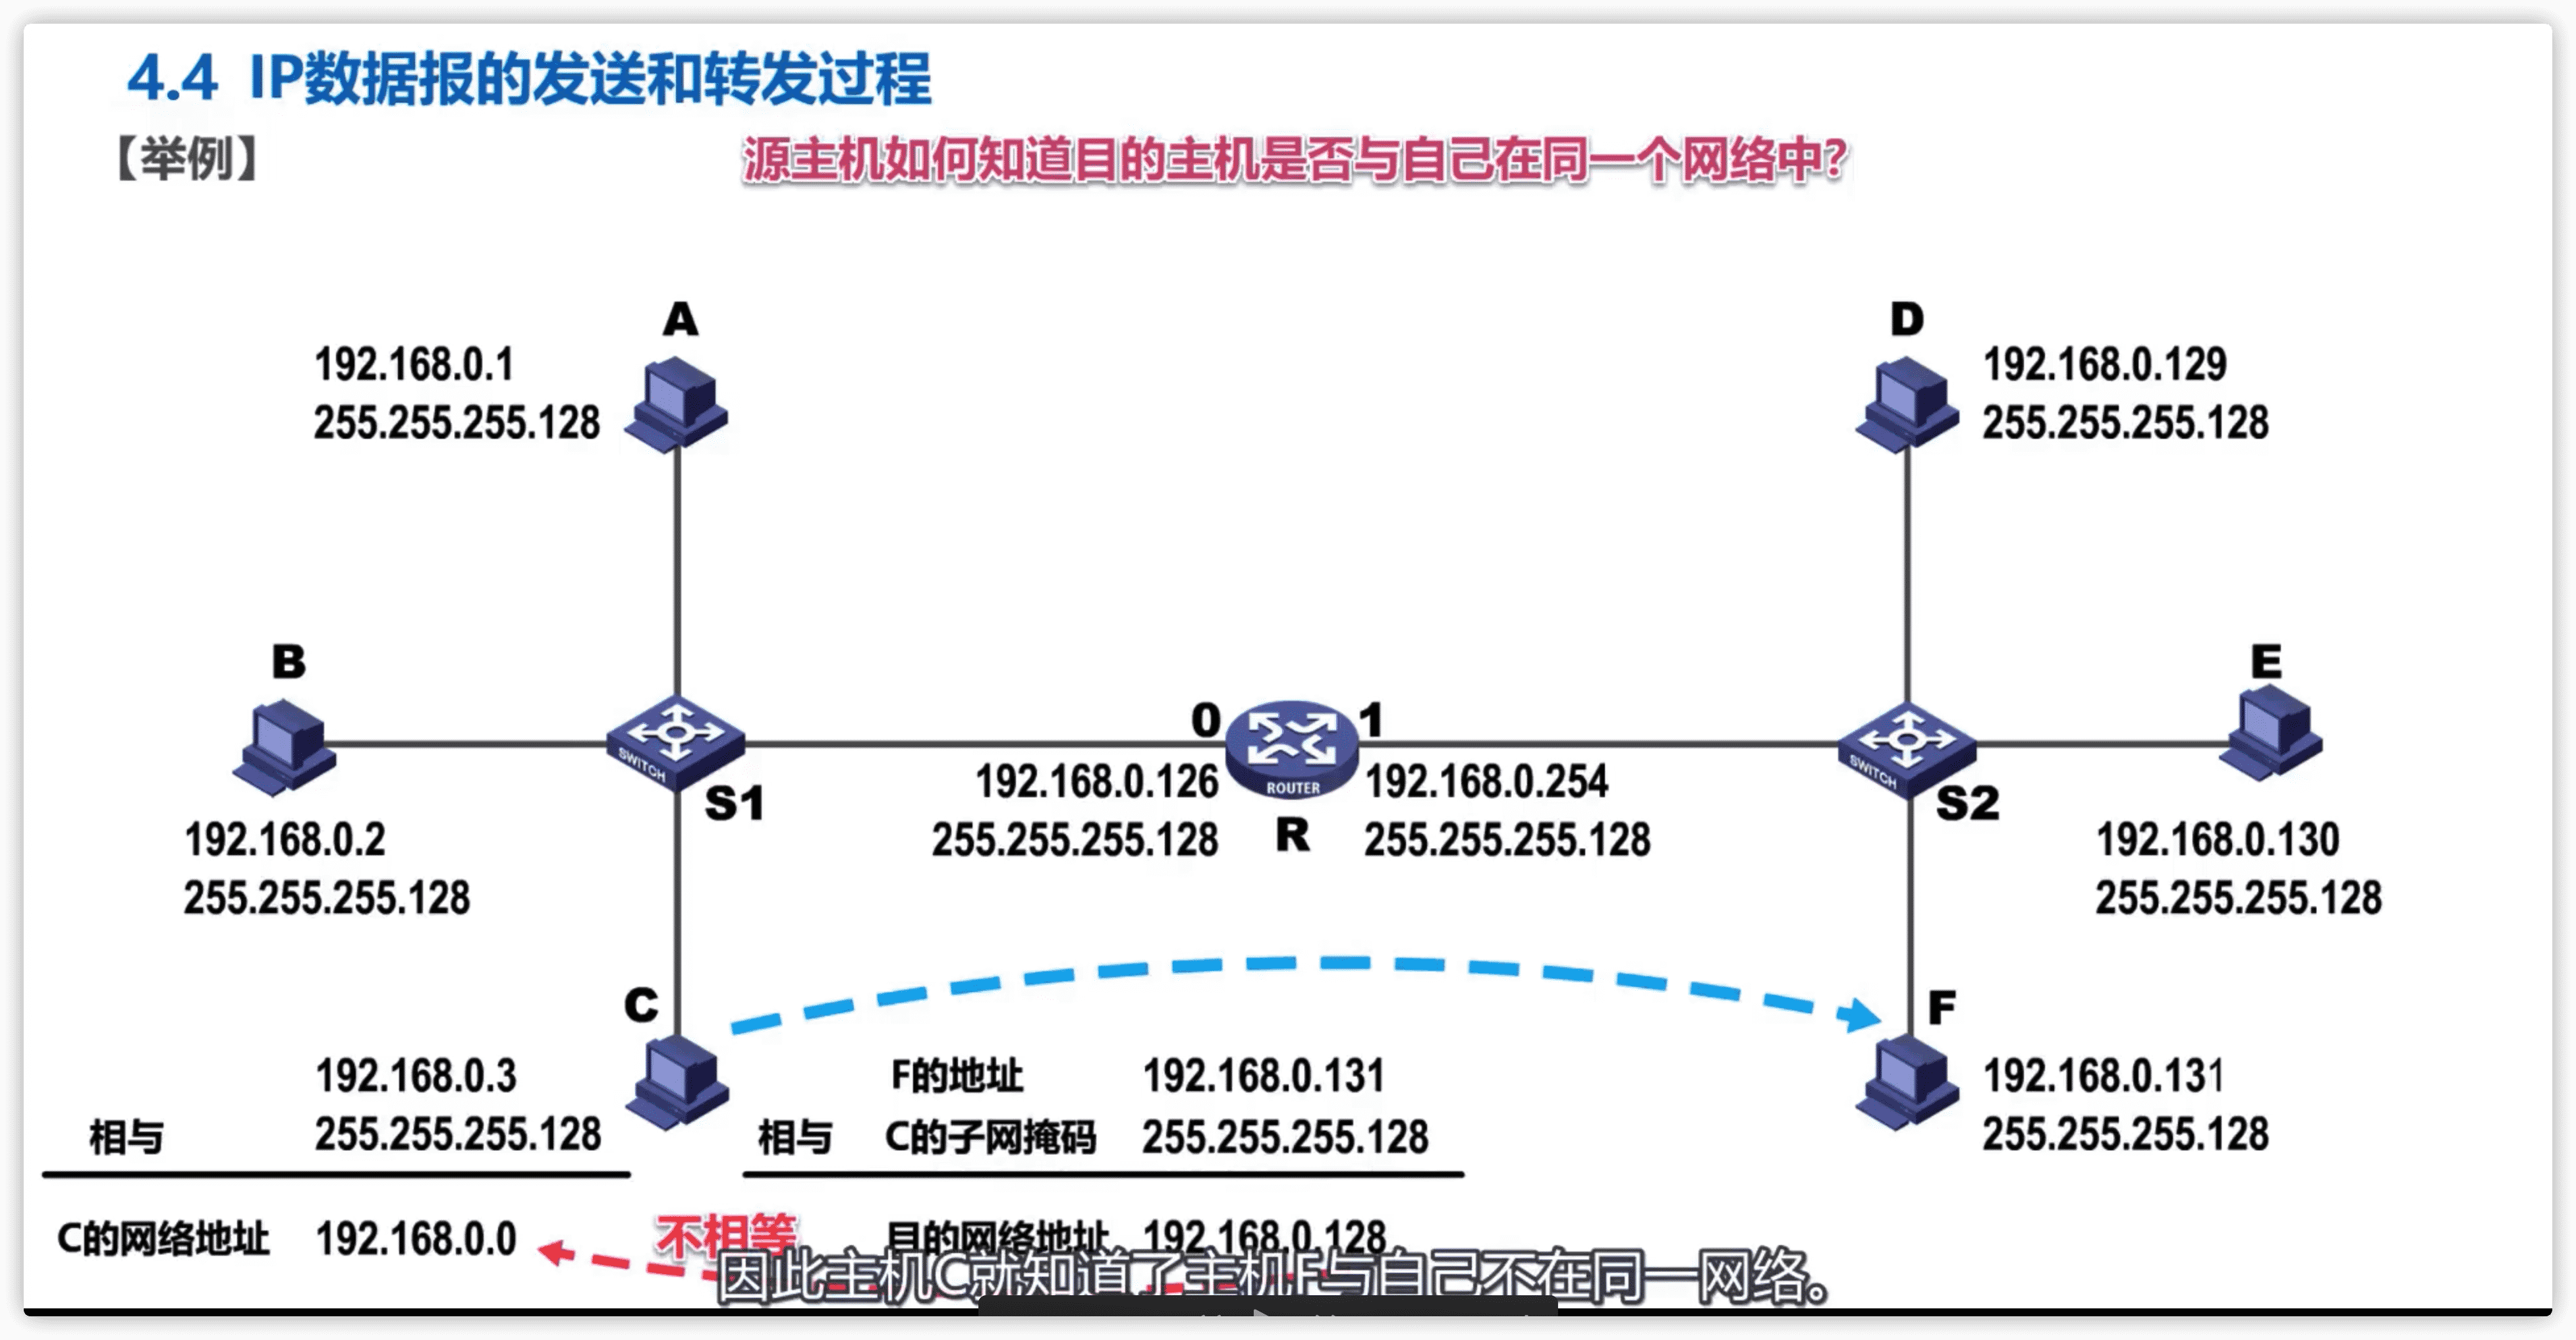 4.4 IP数据报的发送和转发过程
【举例】
源主机如何知道目的主机是否与自己在同一个网络中?
A
192.168.0.1
255.255.255.128
D
192.168.0.129
255.255.255.128
B
192.168.0.2
255.255.255.128
SWITCH
S1
0
1
ROUTER
R
192.168.0.126
255.255.255.128
192.168.0.254
255.255.255.128
SWITCH
S2
E
192.168.0.130
255.255.255.128
C
192.168.0.3
相与 255.255.255.128
C的网络地址 192.168.0.0
不相等
F的地址 192.168.0.131
相与 C的子网掩码 255.255.255.128
目的网络地址 192.168.0.128
F
192.168.0.131
255.255.255.128
因此主机C就知道了主机F与自己不在同一网络。